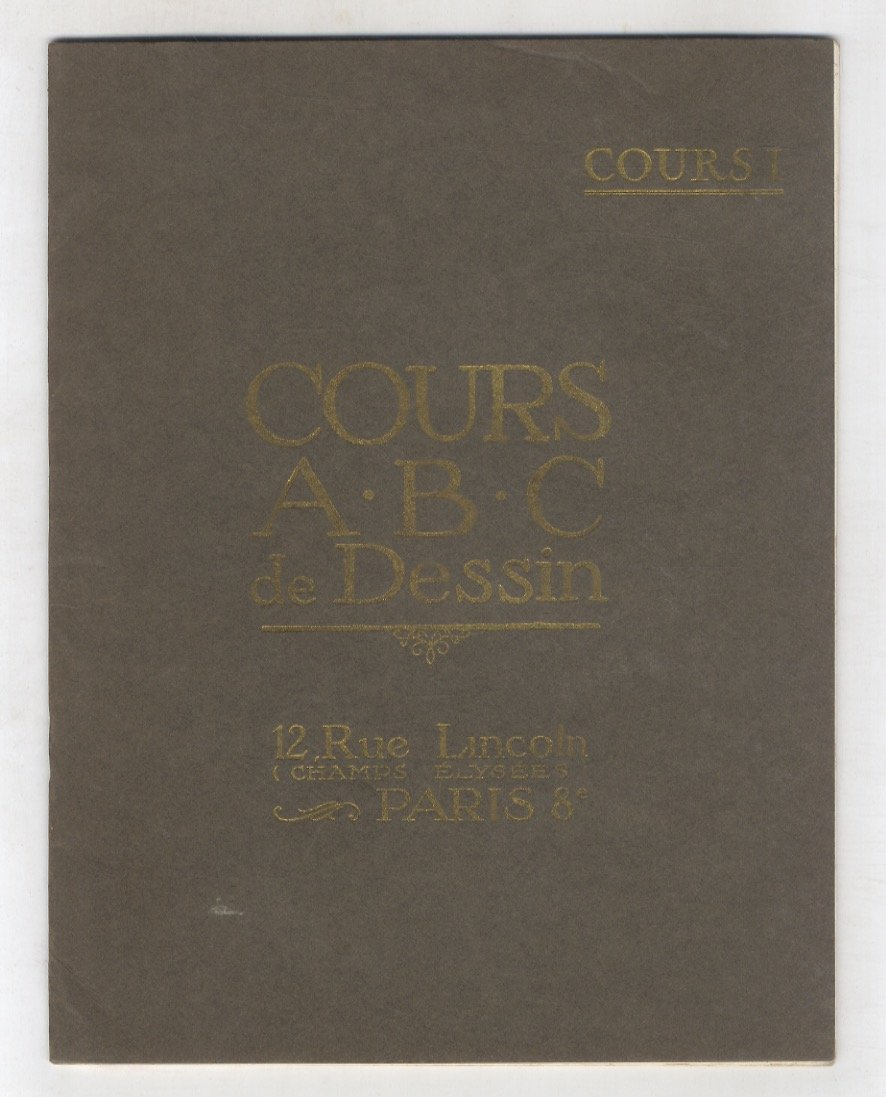 COURS I
COURS
A·B·C
de Dessin
12, Rue Lincoln
(CHAMPS ÉLYSÉES)
PARIS 8e